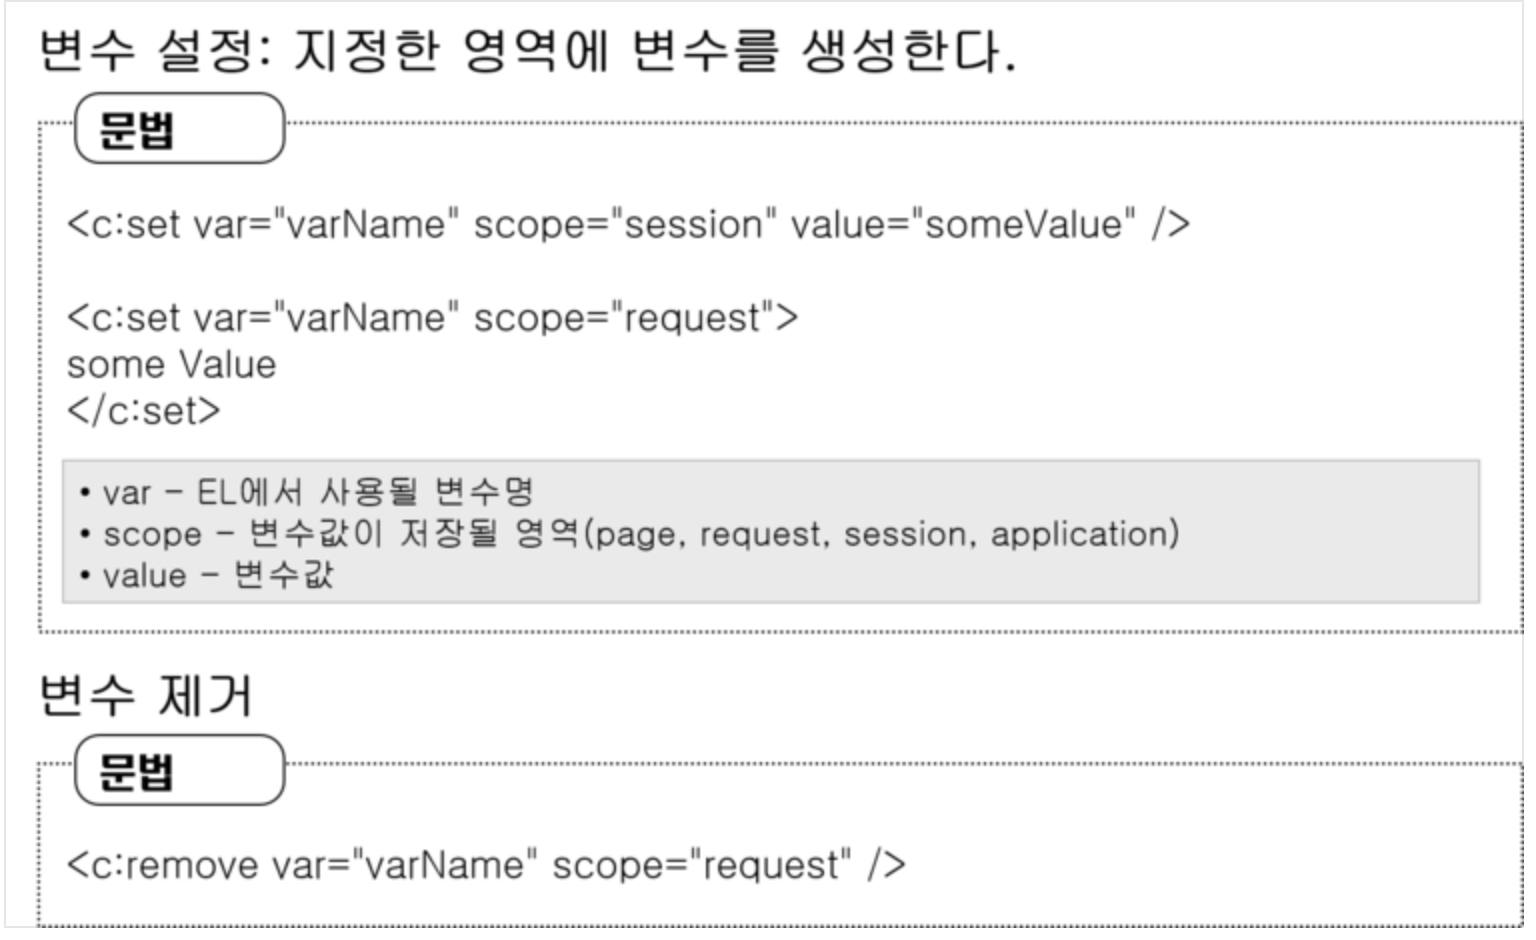 변수 설정: 지정한 영역에 변수를 생성한다.
문법
<c:set var="varName" scope="session" value="someValue" />
<c:set var="varName" scope="request">
some Value
</c:set>
• var - EL에서 사용될 변수명
• scope - 변수값이 저장될 영역(page, request, session, application)
• value - 변수값
변수 제거
문법
<c:remove var="varName" scope="request" />